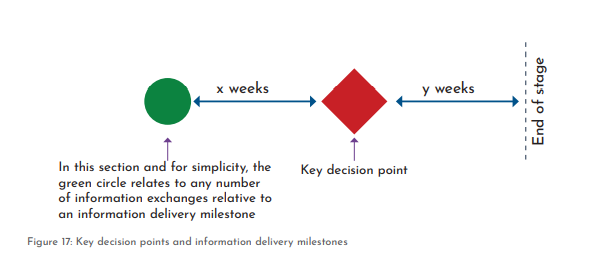 x weeks
y weeks
End of stage
In this section and for simplicity, the
green circle relates to any number
of information exchanges relative to
an information delivery milestone
Key decision point
Figure 17: Key decision points and information delivery milestones